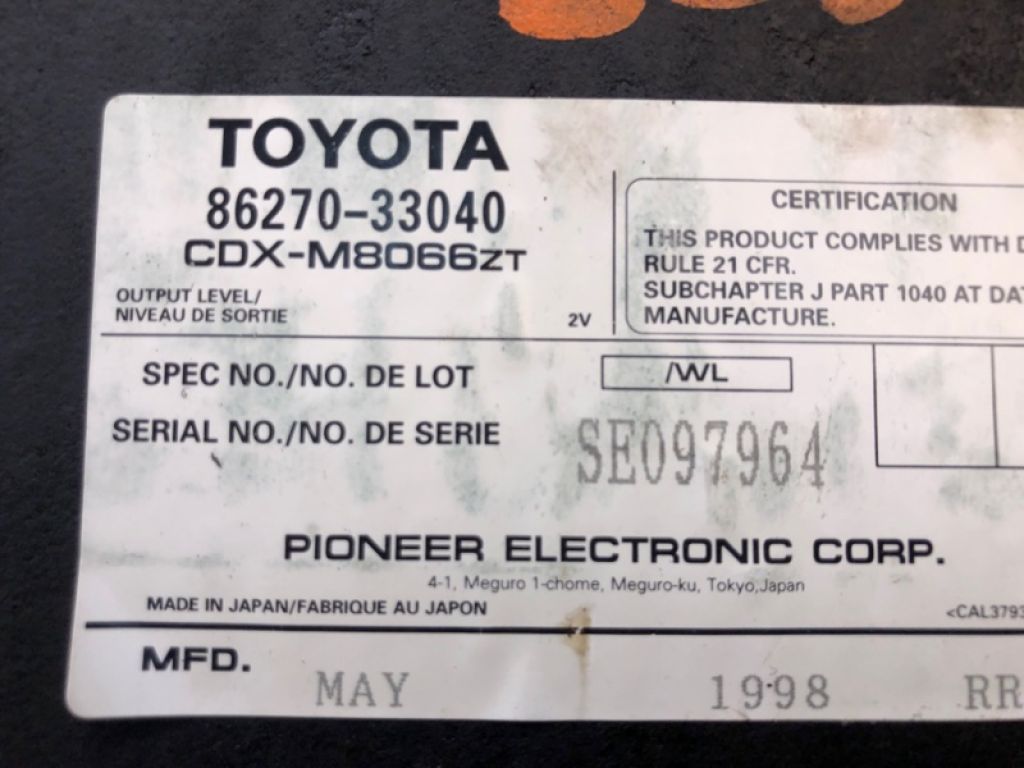 TOYOTA
86270-33040
CDX-M8066ZT
OUTPUT LEVEL/
NIVEAU DE SORTIE 2V
CERTIFICATION
THIS PRODUCT COMPLIES WITH
RULE 21 CFR.
SUBCHAPTER J PART 1040 AT
MANUFACTURE.
SPEC NO./NO. DE LOT /WL
SERIAL NO./NO. DE SERIE SE097964
PIONEER ELECTRONIC CORP.
4-1, Meguro 1-chome, Meguro-ku, Tokyo,Japan
MADE IN JAPAN/FABRIQUE AU JAPON <CAL3793
MFD. MAY 1998 RR